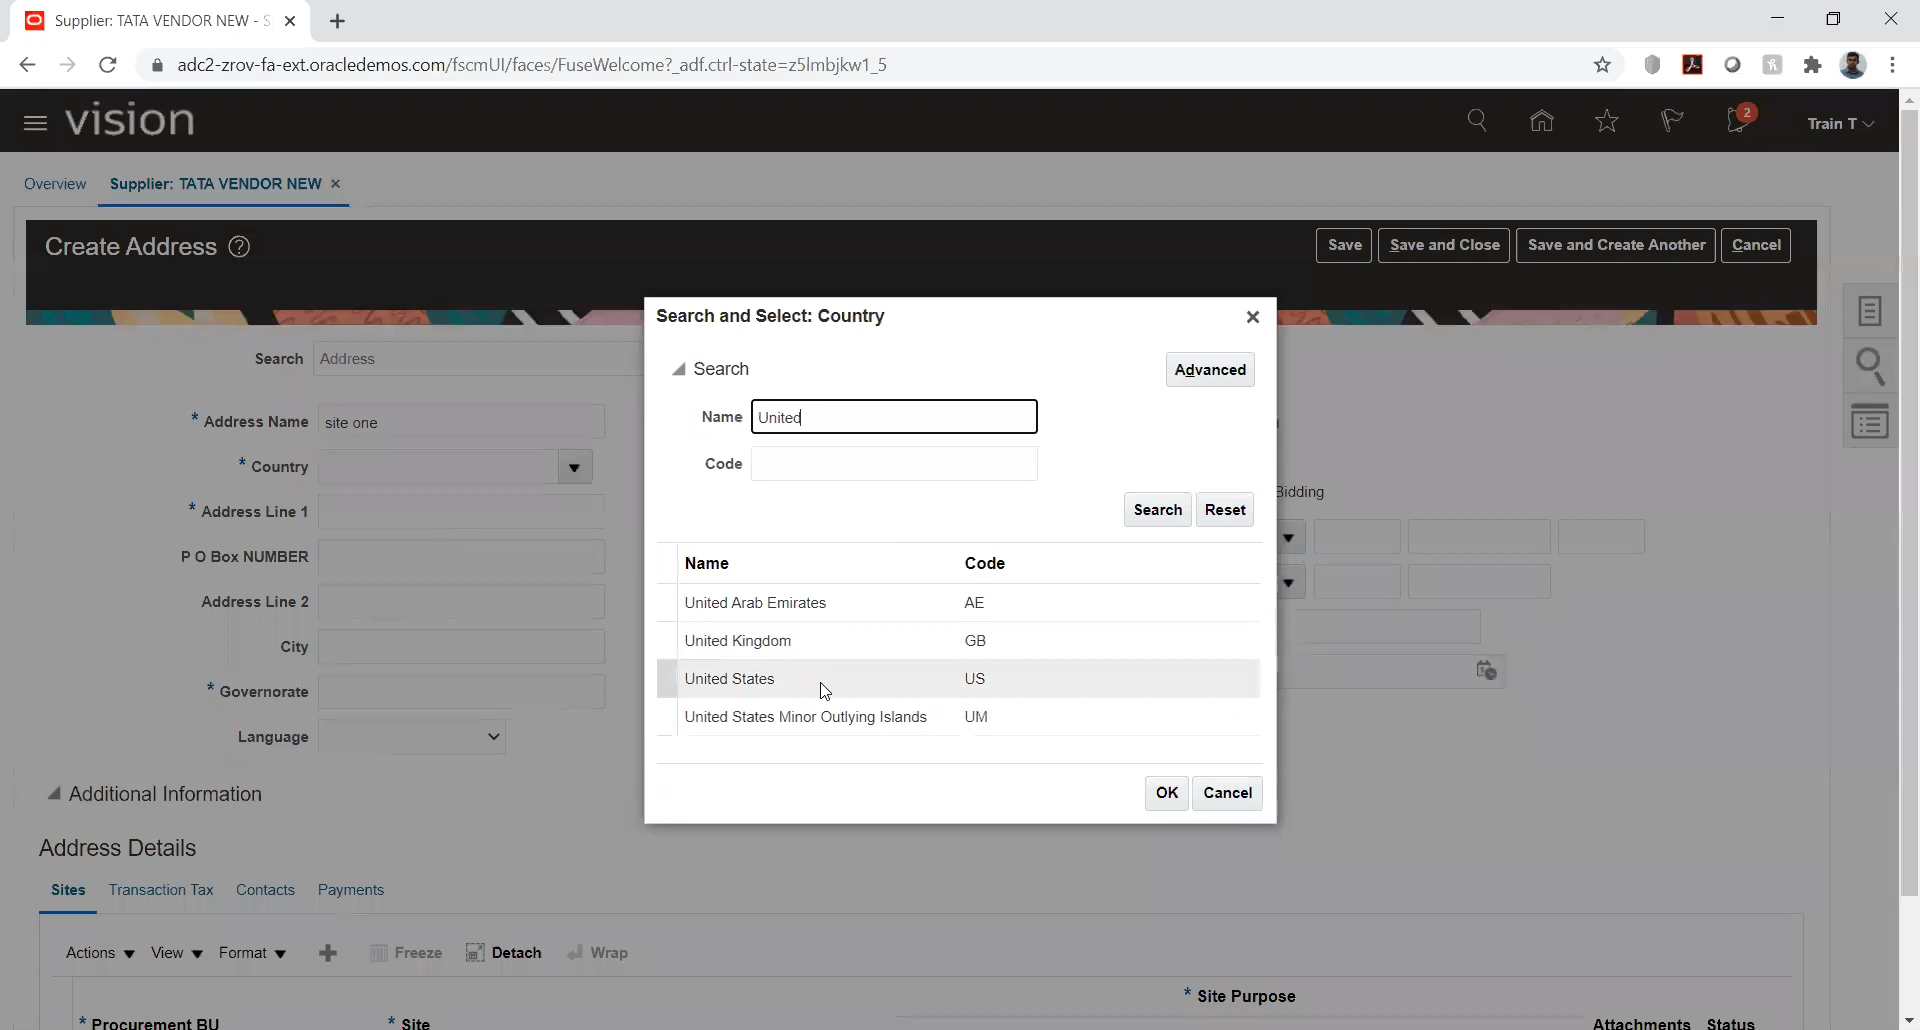 Supplier: TATA VENDOR NEW - S
adc2-zrov-fa-ext.oracledemos.com/fscmUI/faces/FuseWelcome?_adf.ctrl-state=z5lmbjkw1_5
vision
2
Train T
Overview
Supplier: TATA VENDOR NEW
Create Address
Save
Save and Close
Save and Create Another
Cancel
Search and Select: Country
Search
Address
Search
Advanced
* Address Name
site one
Name
United
* Country
Code
* Address Line 1
Search
Reset
Bidding
P O Box NUMBER
Name
Code
Address Line 2
United Arab Emirates
AE
City
United Kingdom
GB
* Governorate
United States
US
Language
United States Minor Outlying Islands
UM
Additional Information
OK
Cancel
Address Details
Sites
Transaction Tax
Contacts
Payments
Actions
View
Format
Freeze
Detach
Wrap
* Site Purpose
* Procurement BU
* Site
Attachments
Status